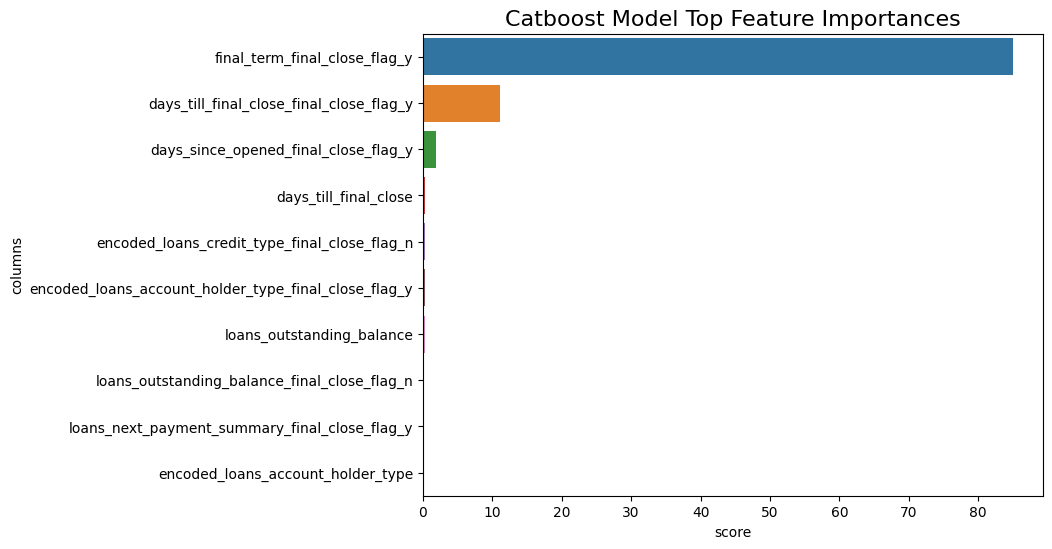 Catboost Model Top Feature Importances
columns
final_term_final_close_flag_y
days_till_final_close_final_close_flag_y
days_since_opened_final_close_flag_y
days_till_final_close
encoded_loans_credit_type_final_close_flag_n
encoded_loans_account_holder_type_final_close_flag_y
loans_outstanding_balance
loans_outstanding_balance_final_close_flag_n
loans_next_payment_summary_final_close_flag_y
encoded_loans_account_holder_type
0 10 20 30 40 50 60 70 80
score